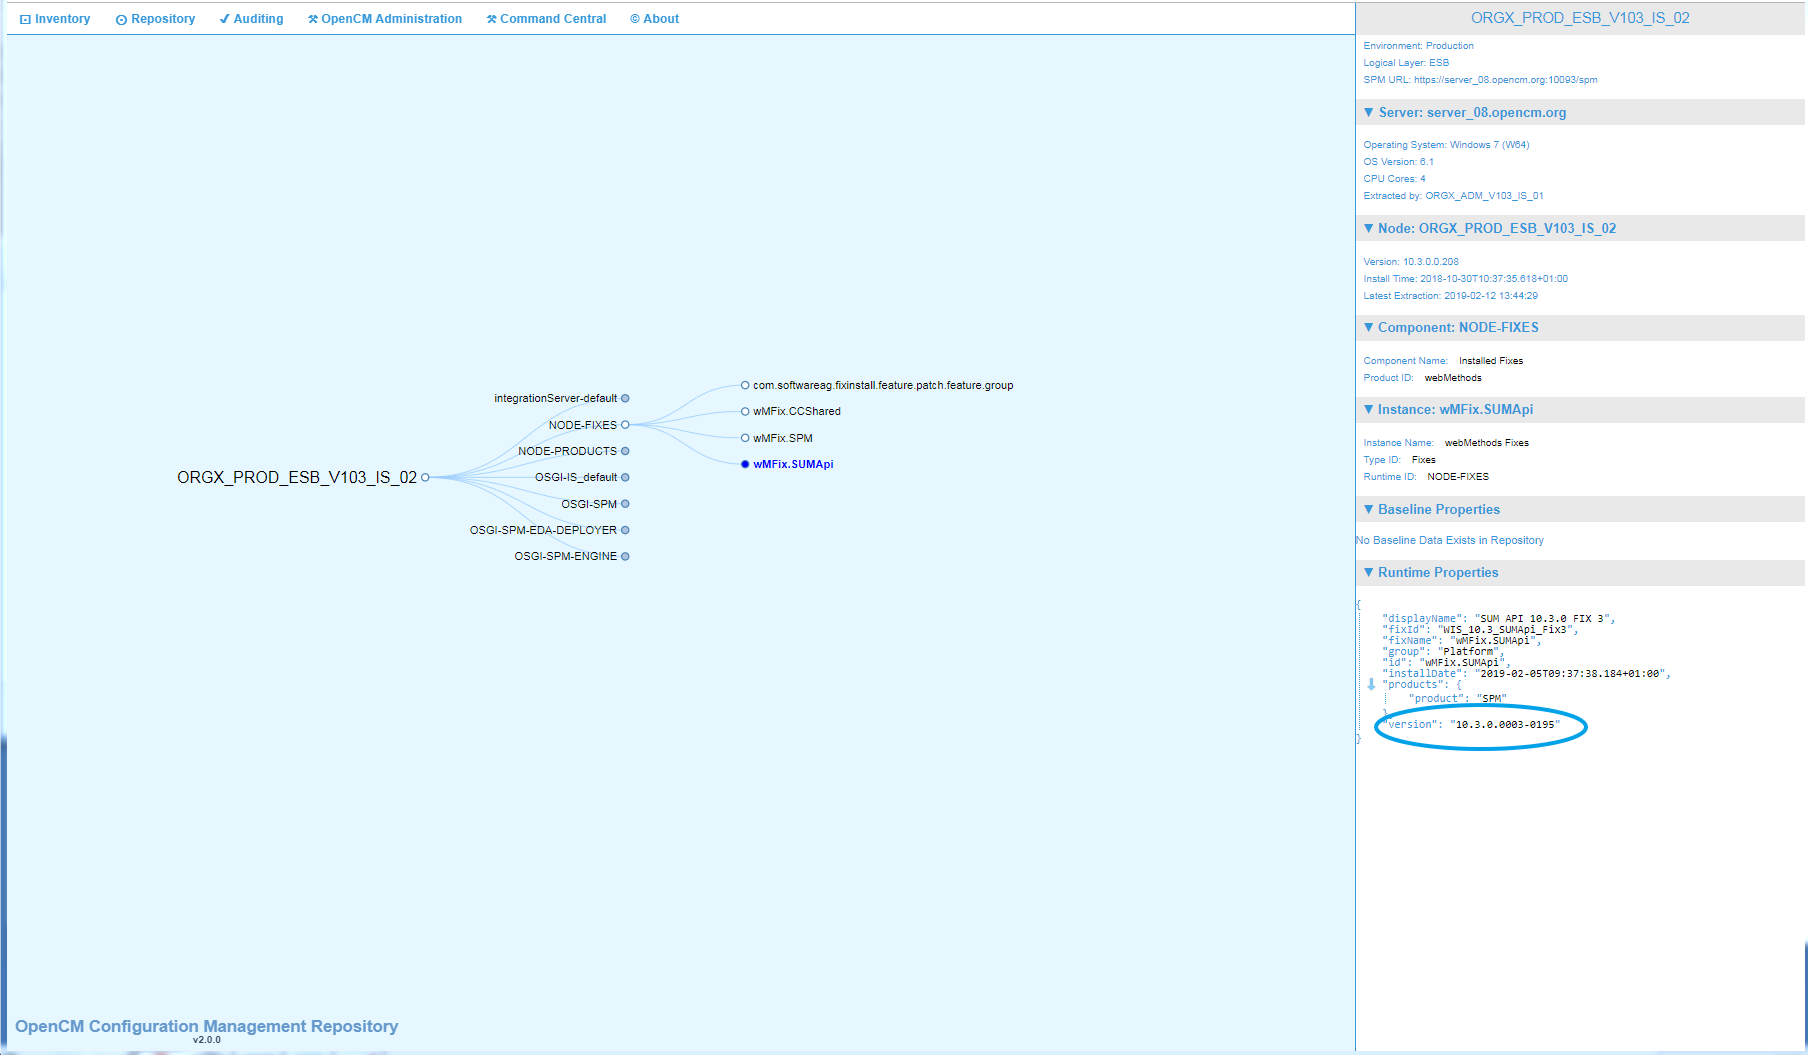 Inventory Repository Auditing OpenCM Administration Command Central © About
ORGX_PROD_ESB_V103_IS_02
Environment: Production
Logical Layer: ESB
SPM URL: https://server_08.opencm.org:10093/spm
▼ Server: server_08.opencm.org
Operating System: Windows 7 (W64)
OS Version: 6.1
CPU Cores: 4
Extracted by: ORGX_ADM_V103_IS_01
▼ Node: ORGX_PROD_ESB_V103_IS_02
Version: 10.3.0.0.208
Install Time: 2018-10-30T10:37:35.618+01:00
Latest Extraction: 2019-02-12 13:44:29
▼ Component: NODE-FIXES
Component Name: Installed Fixes
Product ID: webMethods
▼ Instance: wMFix.SUMApi
Instance Name: webMethods Fixes
Type ID: Fixes
Runtime ID: NODE-FIXES
▼ Baseline Properties
No Baseline Data Exists in Repository
▼ Runtime Properties
{
"displayName": "SUM API 10.3.0 FIX 3",
"fixId": "WIS_10.3_SUMApi_Fix3",
"fixName": "wMFix.SUMApi",
"group": "Platform",
"id": "wMFix.SUMApi",
"installDate": "2019-02-05T09:37:38.184+01:00",
"products": {
"product": "SPM"
}
"version": "10.3.0.0003-0195"
}
ORGX_PROD_ESB_V103_IS_02
integrationServer-default
NODE-FIXES
NODE-PRODUCTS
OSGI-IS_default
OSGI-SPM
OSGI-SPM-EDA-DEPLOYER
OSGI-SPM-ENGINE
com.softwareag.fixinstall.feature.patch.feature.group
wMFix.CCShared
wMFix.SPM
wMFix.SUMApi
OpenCM Configuration Management Repository
v2.0.0